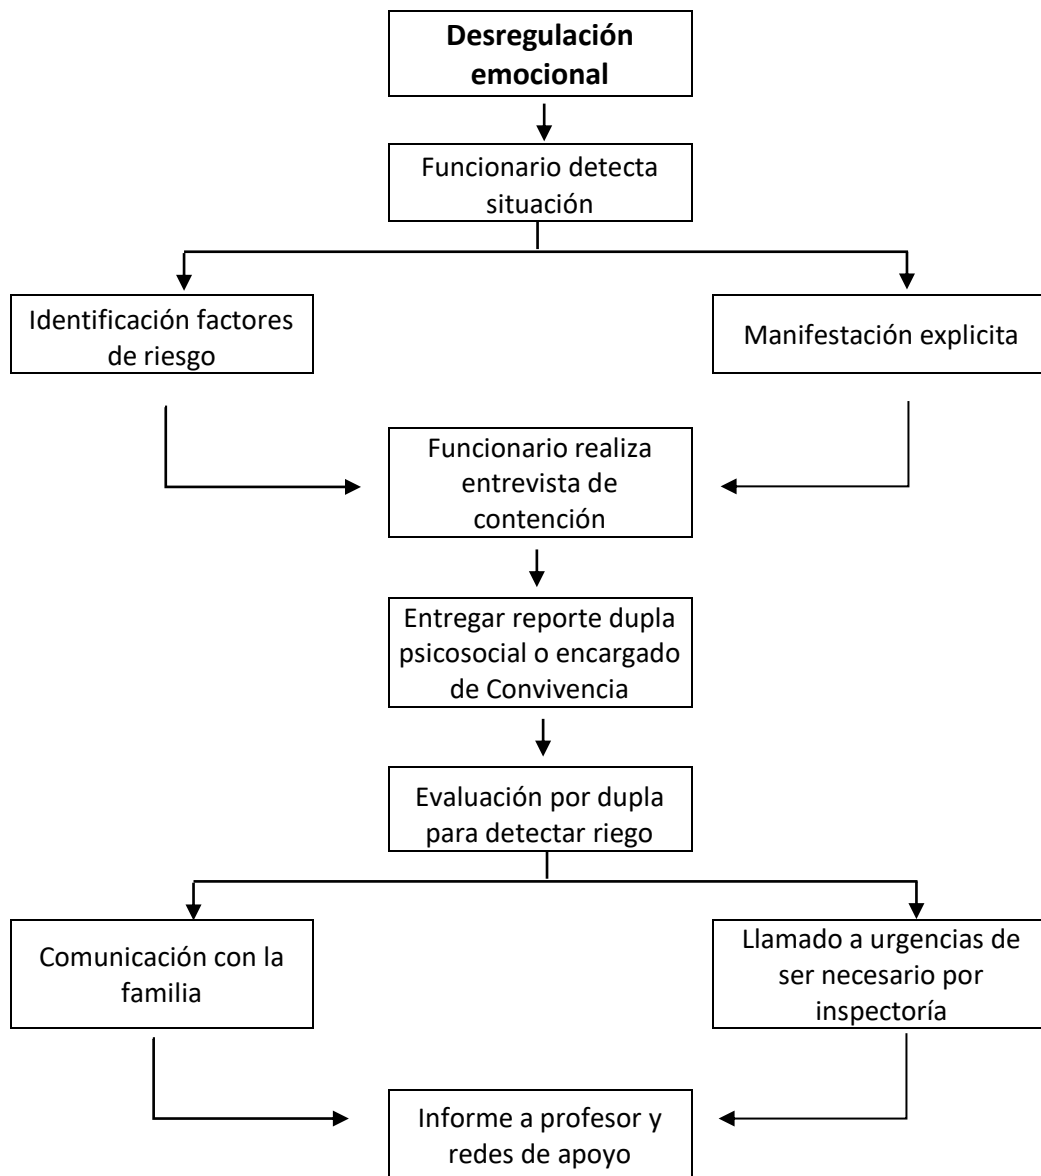 Desregulación
emocional
Funcionario detecta
situación
Identificación factores
de riesgo
Manifestación explicita
Funcionario realiza
entrevista de
contención
Entregar reporte dupla
psicosocial o encargado
de Convivencia
Evaluación por dupla
para detectar riego
Comunicación con la
familia
Llamado a urgencias de
ser necesario por
inspectoría
Informe a profesor y
redes de apoyo